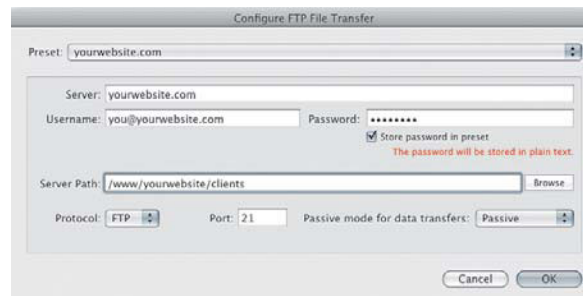 Configure FTP File Transfer
Preset: yourwebsite.com
Server: yourwebsite.com
Username: you@yourwebsite.com Password: ••••••••
Store password in preset
The password will be stored in plain text.
Server Path: /www/yourwebsite/clients Browse
Protocol: FTP Port: 21 Passive mode for data transfers: Passive
Cancel OK